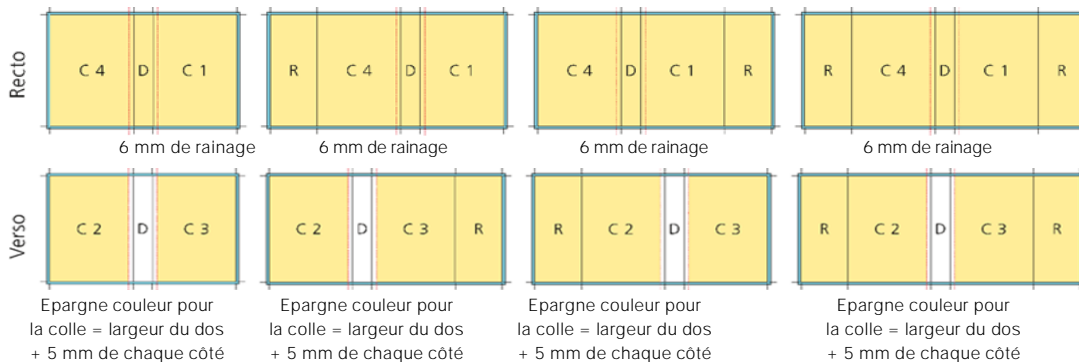 Recto
C 4 D C 1
R C 4 D C 1
C 4 D C 1 R
R C 4 D C 1 R
6 mm de rainage
6 mm de rainage
6 mm de rainage
6 mm de rainage
Verso
C 2 D C 3
C 2 D C 3 R
R C 2 D C 3
R C 2 D C 3 R
Epargne couleur pour
la colle = largeur du dos
+ 5 mm de chaque côté
Epargne couleur pour
la colle = largeur du dos
+ 5 mm de chaque côté
Epargne couleur pour
la colle = largeur du dos
+ 5 mm de chaque côté
Epargne couleur pour
la colle = largeur du dos
+ 5 mm de chaque côté